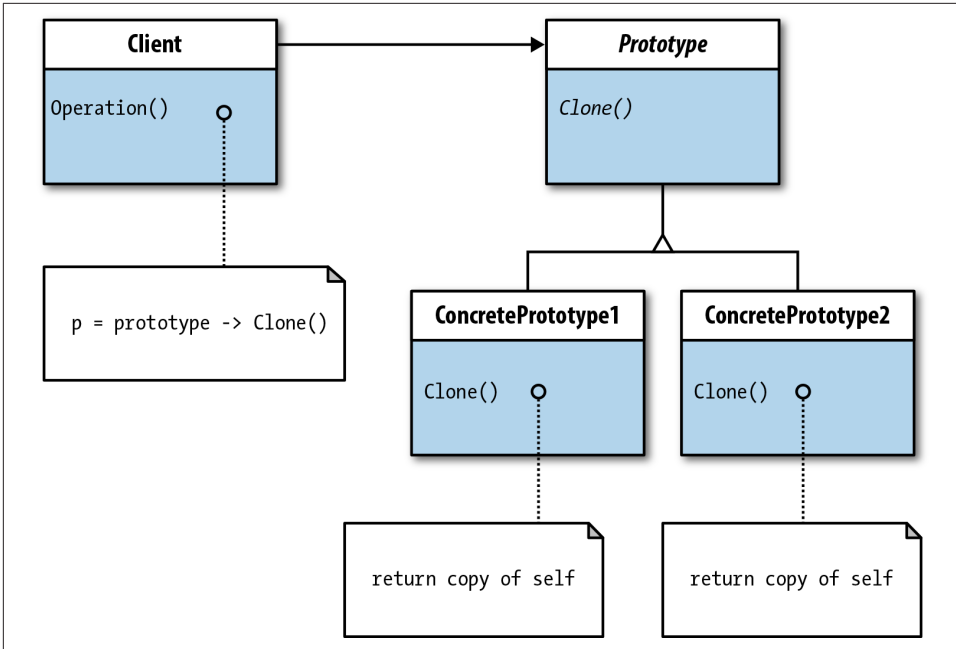 Client
Prototype
Operation()
Clone()
p = prototype -> Clone()
ConcretePrototype1
ConcretePrototype2
Clone()
Clone()
return copy of self
return copy of self